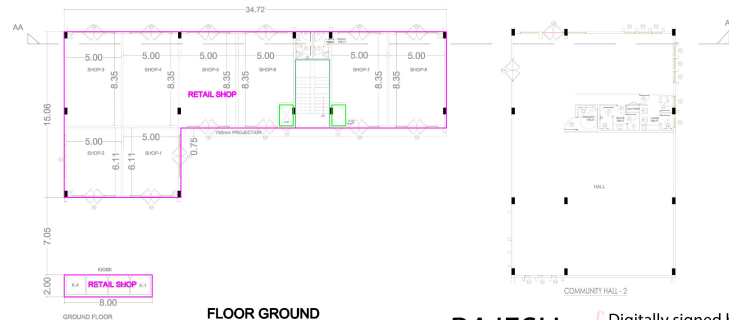 34.72
AA
A
5.00 5.00 5.00 5.00 5.00 5.00
SHOP-3 SHOP-4 SHOP-5 SHOP-6 SHOP-7 SHOP-8
8.35 8.35 8.35 8.35 8.35 8.35
RETAIL SHOP
15.06
750mm PROJECTION
5.00 5.00
SHOP-2 SHOP-1
6.11 6.11
0.75
HALL
7.05
KIOSK
2.00
K-4 RETAIL SHOP K-1
8.00
COMMUNITY HALL - 2
GROUND FLOOR
FLOOR GROUND
Digitally signed b